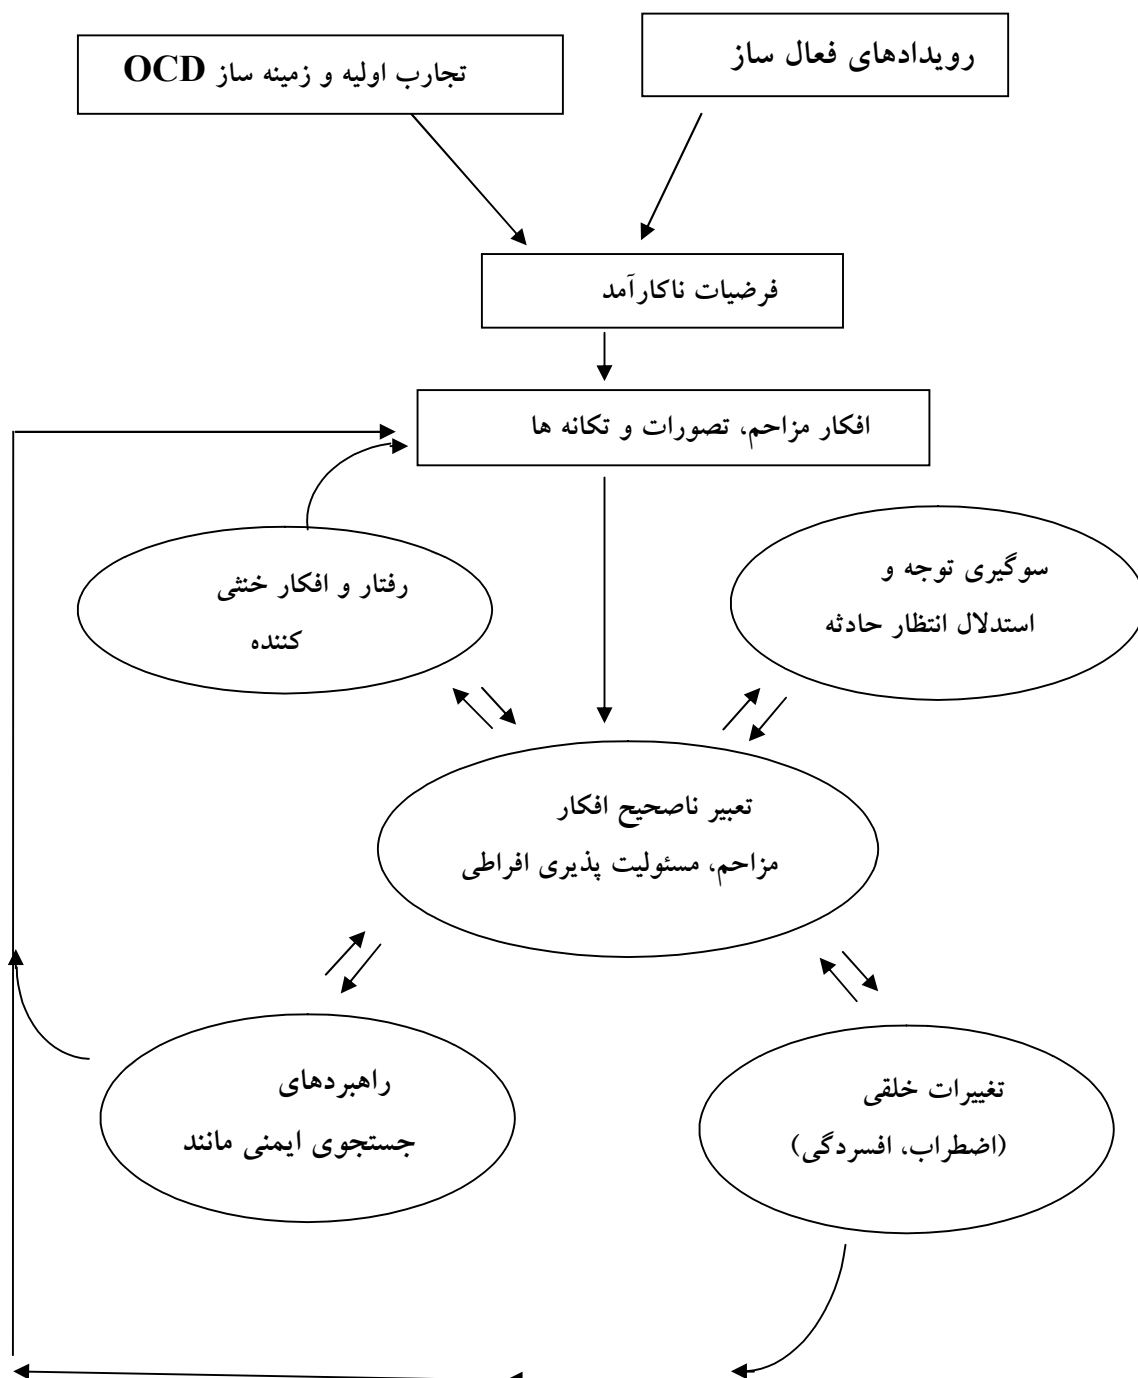 رویدادهای فعال ساز
تجارب اولیه و زمینه ساز OCD
فرضیات ناکارآمد
افکار مزاحم، تصورات و تکانه ها
سوگیری توجه و
استدلال انتظار حادثه
رفتار و افکار خنثی
کننده
تعبیر ناصحیح افکار
مزاحم، مسئولیت پذیری افراطی
راهبردهای
جستجوی ایمنی مانند
تغییرات خلقی
(اضطراب، افسردگی)